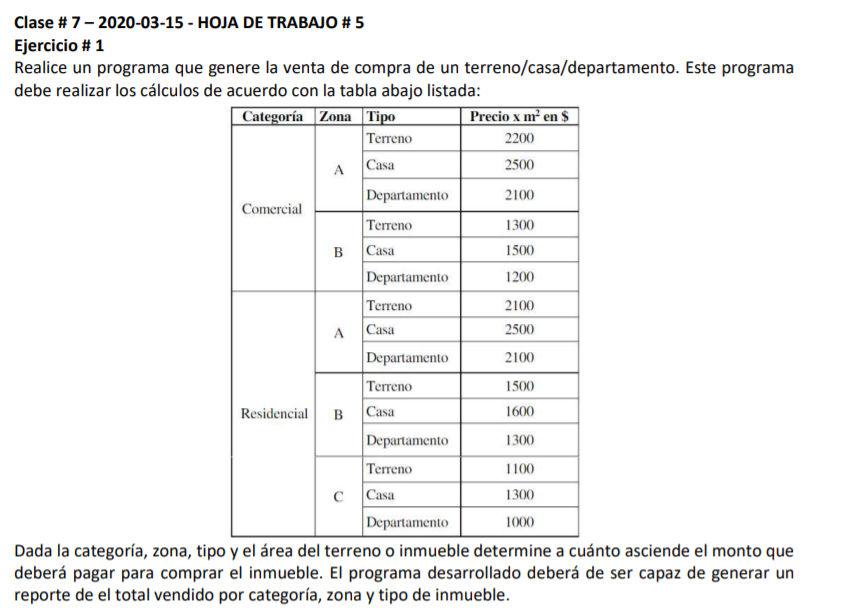 Clase # 7 – 2020-03-15 - HOJA DE TRABAJO # 5
Ejercicio # 1
Realice un programa que genere la venta de compra de un terreno/casa/departamento. Este programa
debe realizar los cálculos de acuerdo con la tabla abajo listada:
Categoría Zona Tipo Precio x m² en $
Comercial A Terreno 2200
Casa 2500
Departamento 2100
B Terreno 1300
Casa 1500
Departamento 1200
Residencial A Terreno 2100
Casa 2500
Departamento 2100
B Terreno 1500
Casa 1600
Departamento 1300
C Terreno 1100
Casa 1300
Departamento 1000
Dada la categoría, zona, tipo y el área del terreno o inmueble determine a cuánto asciende el monto que
deberá pagar para comprar el inmueble. El programa desarrollado deberá de ser capaz de generar un
reporte de el total vendido por categoría, zona y tipo de inmueble.